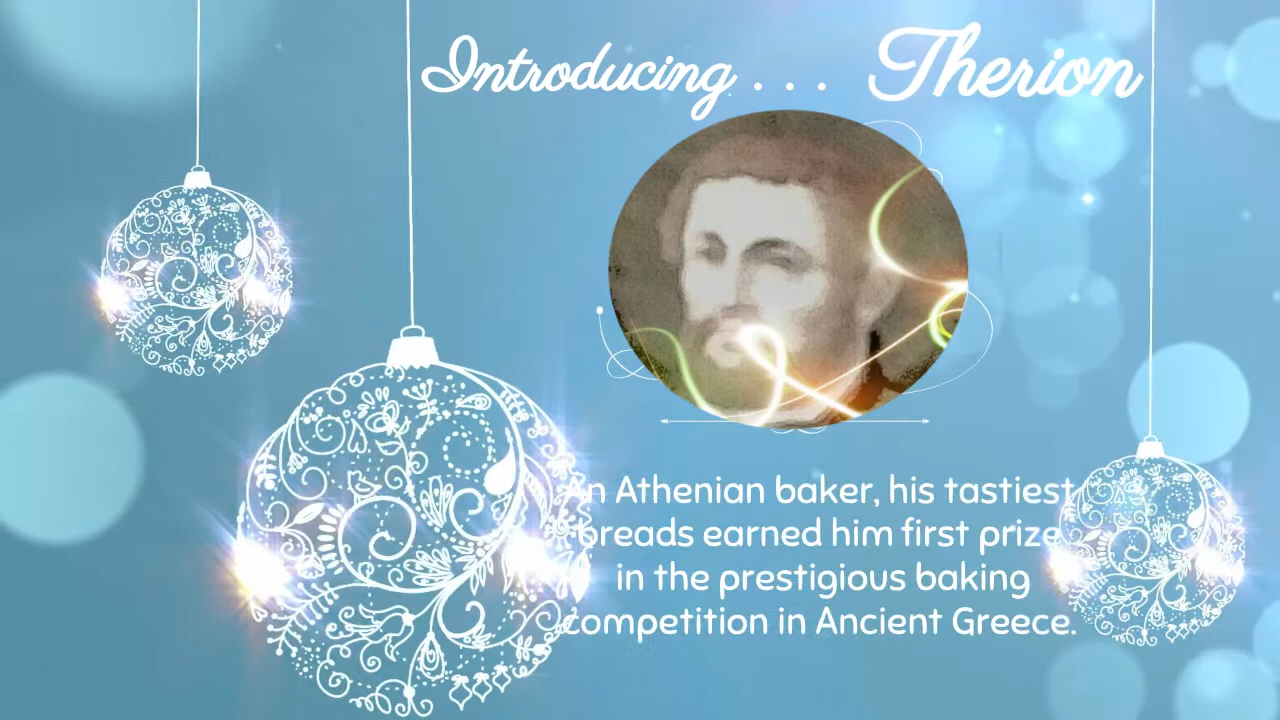 Introducing . . . Therion
An Athenian baker, his tastiest
breads earned him first prize
in the prestigious baking
competition in Ancient Greece.